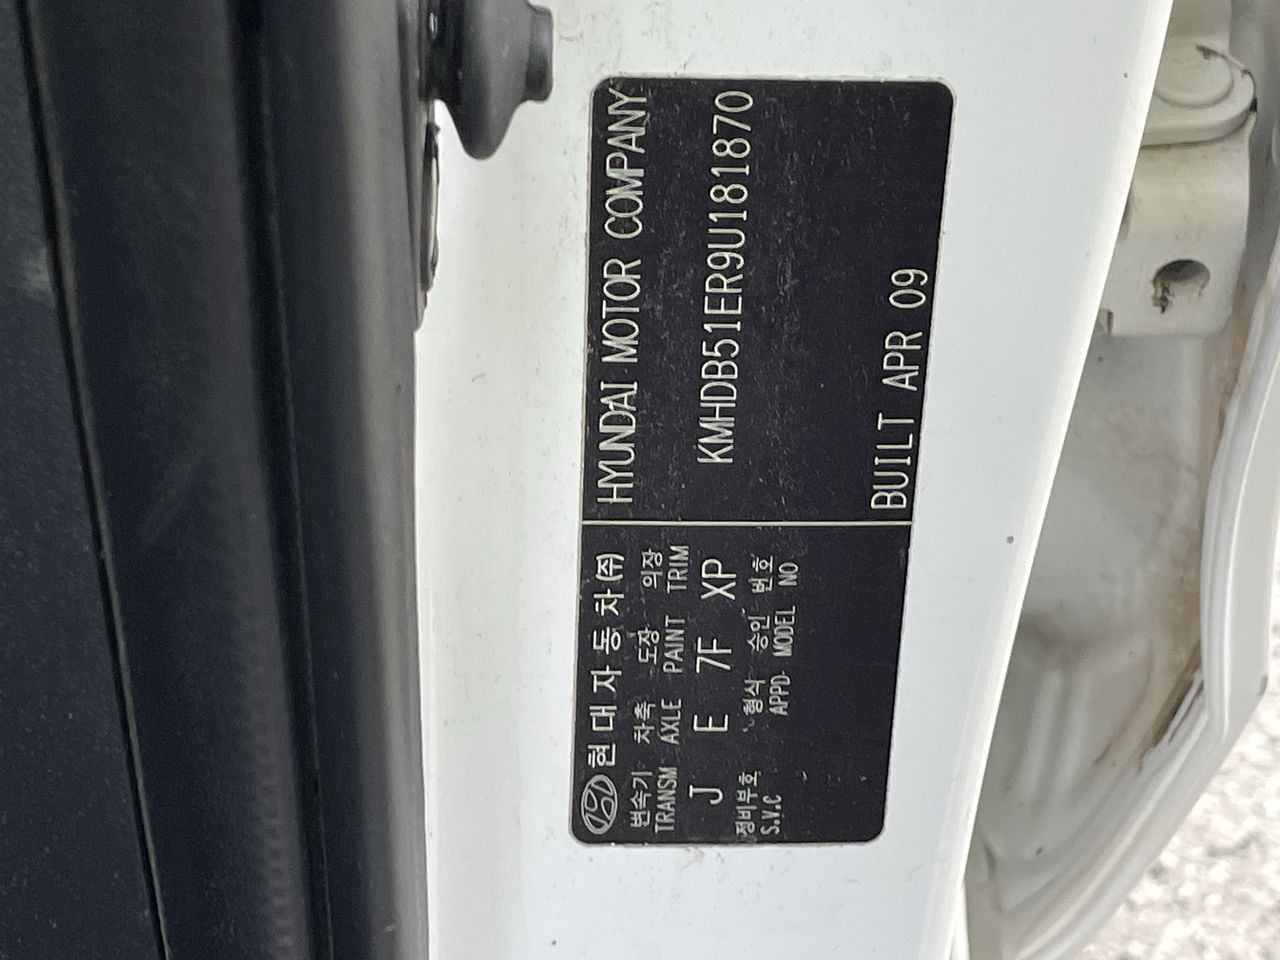 현대자동차(주) HYUNDAI MOTOR COMPANY
변속기 차축 도장 의장
TRANSM AXLE PAINT TRIM
J E 7F XP KMHDB51ER9U181870
정비부호 형식 승인 번호
S.V.C APPD MODEL NO
BUILT APR 09